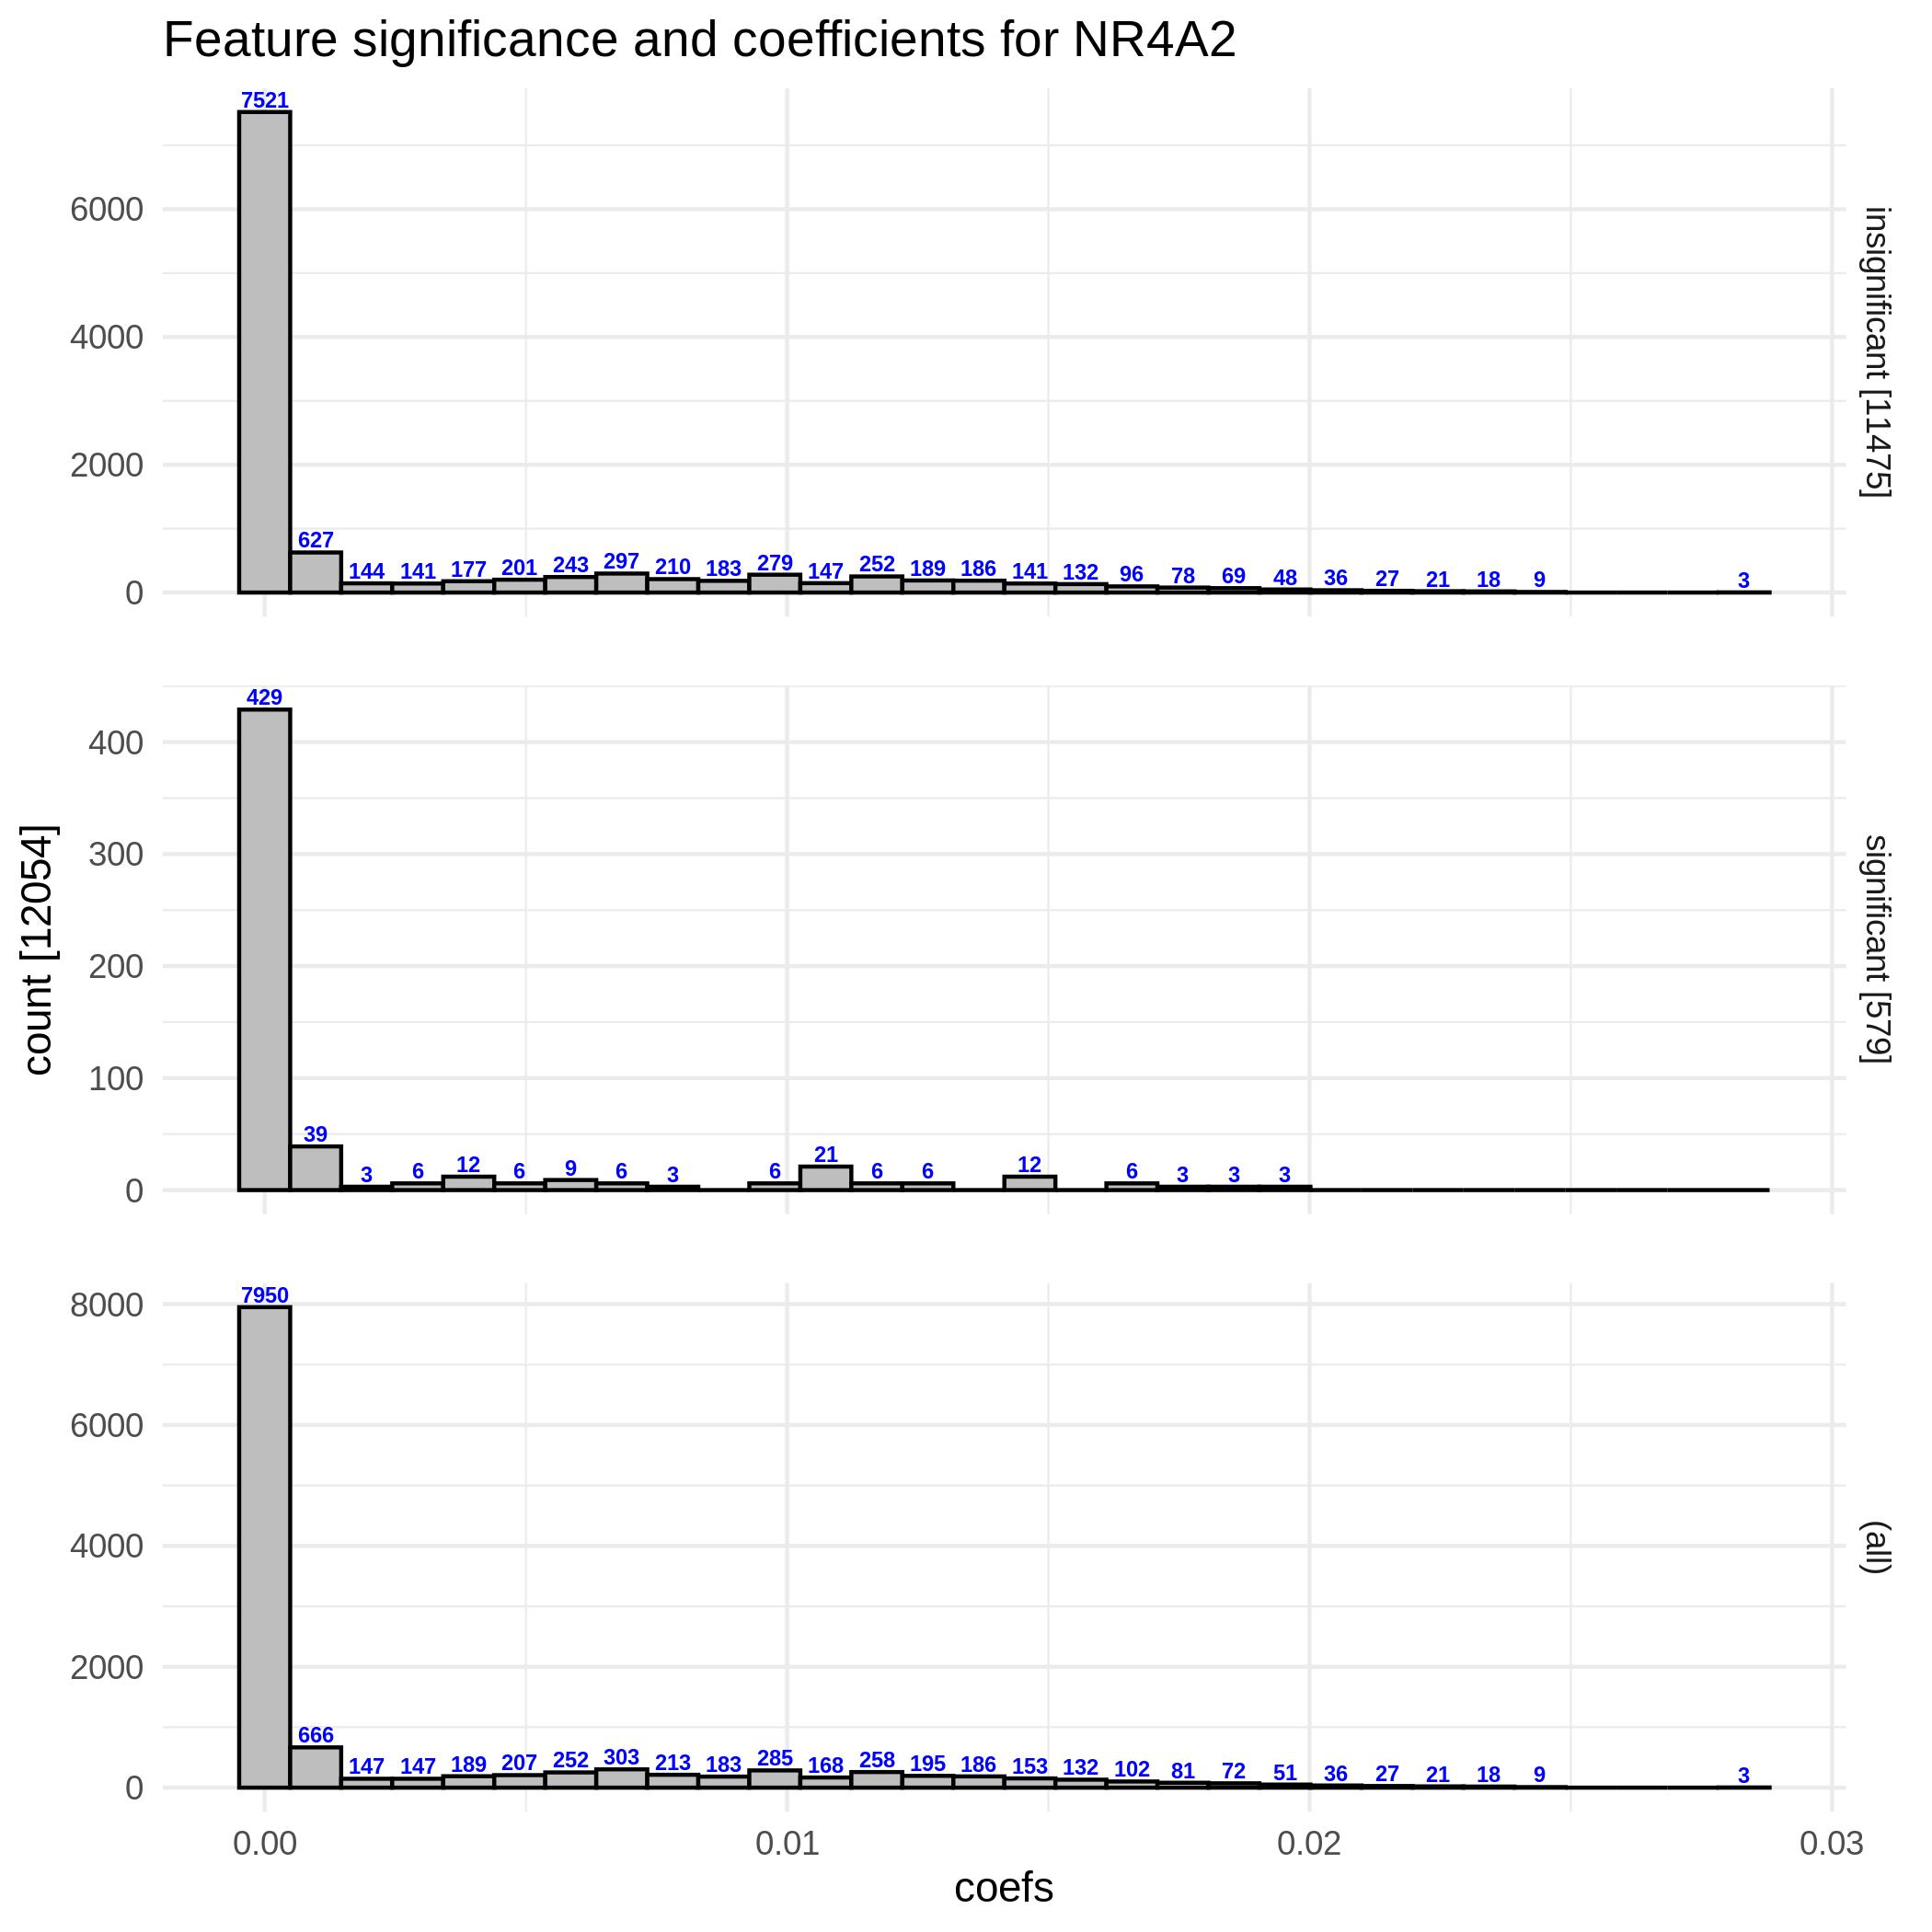 Feature significance and coefficients for NR4A2
7521
627
144 141 177 201 243 297 210 183 279 147 252 189 186 141 132 96 78 69 48 36 27 21 18 9 3
6000
4000
2000
0
insignificant [11475]
429
39
3 6 12 6 9 6 3 6 21 6 6 12 6 3 3 3
400
300
200
100
0
significant [579]
count [12054]
7950
666
147 147 189 207 252 303 213 183 285 168 258 195 186 153 132 102 81 72 51 36 27 21 18 9 3
8000
6000
4000
2000
0
(all)
0.00 0.01 0.02 0.03
coefs